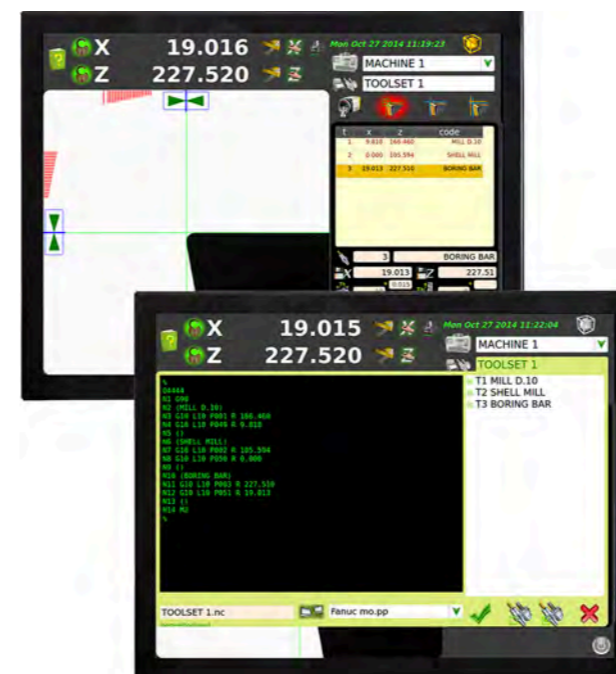 X 19.016
Z 227.520
Mon Oct 27 2014 11:19:23
MACHINE 1
TOOLSET 1
t x z code
1 9.818 166.460 MILL D.10
2 0.000 195.594 SHELL MILL
3 19.013 227.510 BORING BAR
3 BORING BAR
X 19.013 Z 227.51
0.015
X 19.015
Z 227.520
Mon Oct 27 2014 11:22:04
MACHINE 1
TOOLSET 1
%
N1 G90
N2 (MILL D.10)
N3 G10 L10 P001 R 166.460
N4 G10 L10 P049 R 9.818
N5 ()
N6 (SHELL MILL)
N7 G10 L10 P002 R 195.594
N8 G10 L10 P050 R 0.000
N9 ()
N10 (BORING BAR)
N11 G10 L10 P003 R 227.510
N12 G10 L10 P051 R 19.013
N13 ()
N14 M2
%
T1 MILL D.10
T2 SHELL MILL
T3 BORING BAR
TOOLSET 1.nc
Fanuc mo.pp